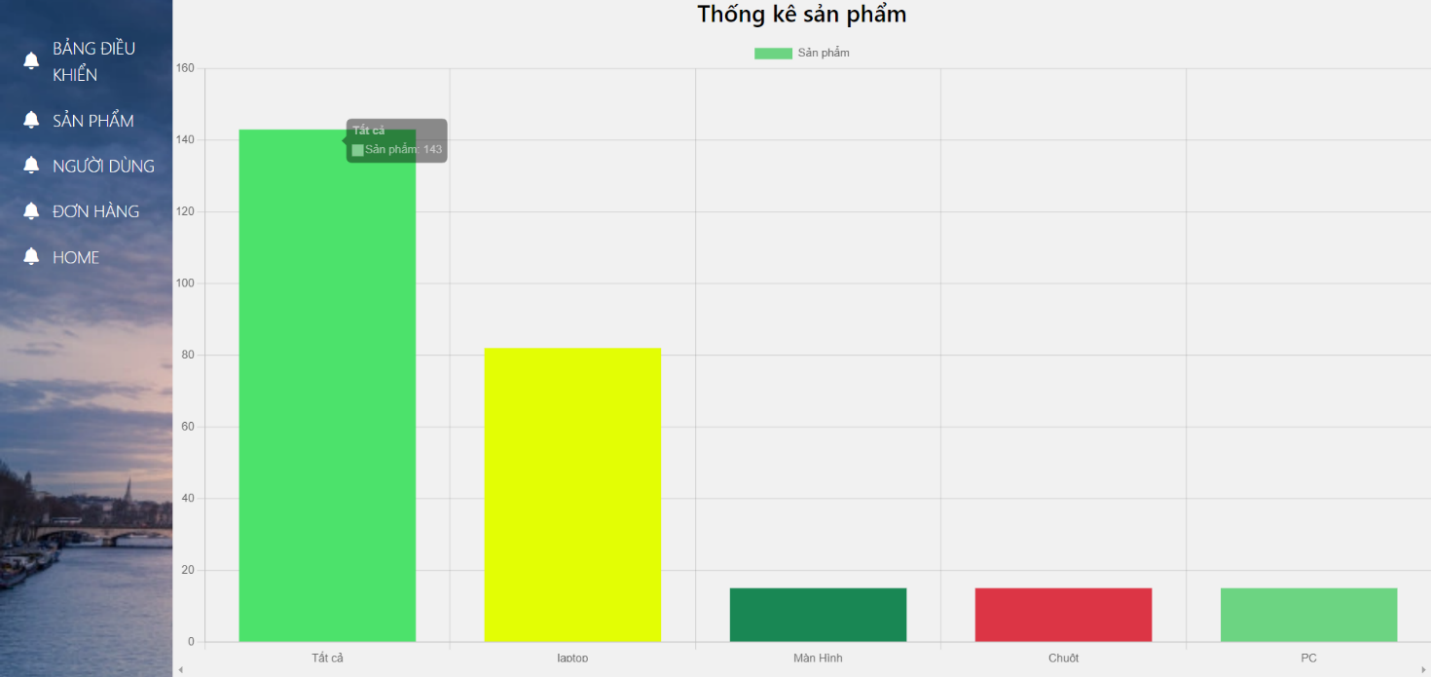 BẢNG ĐIỀU
KHIỂN
SẢN PHẨM
NGƯỜI DÙNG
ĐƠN HÀNG
HOME
Thống kê sản phẩm
Sản phẩm
160
140
120
100
80
60
40
20
0
Tất cả
Sản phẩm: 143
Tất cả
laptop
Màn Hình
Chuột
PC